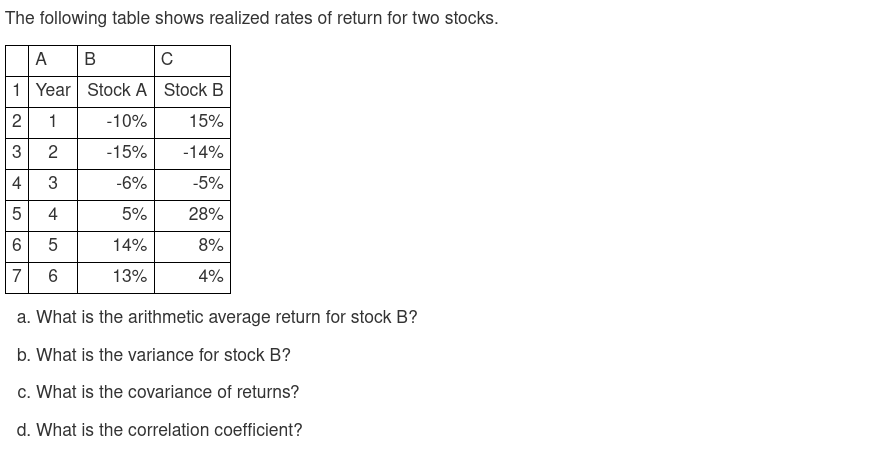 The following table shows realized rates of return for two stocks.
A B C
1 Year Stock A Stock B
2 1 -10% 15%
3 2 -15% -14%
4 3 -6% -5%
5 4 5% 28%
6 5 14% 8%
7 6 13% 4%
a. What is the arithmetic average return for stock B?
b. What is the variance for stock B?
c. What is the covariance of returns?
d. What is the correlation coefficient?